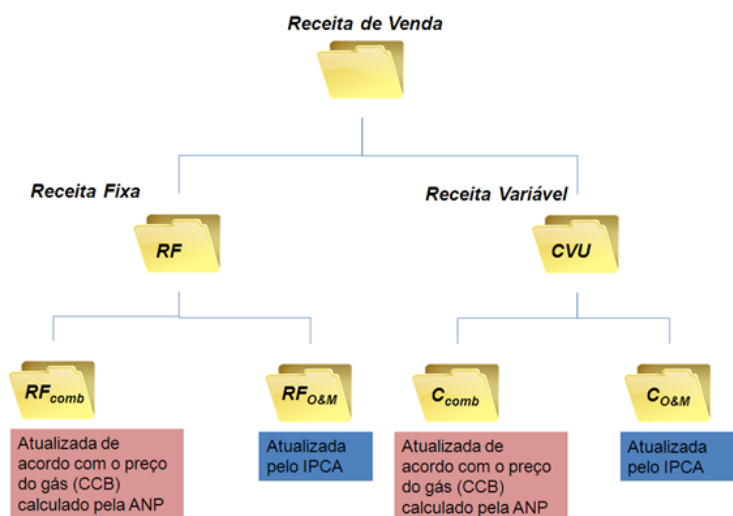 Receita de Venda
Receita Fixa
Receita Variável
RF
CVU
RFcomb
RFO&M
Ccomb
CO&M
Atualizada de
acordo com o preço
do gás (CCB)
calculado pela ANP
Atualizada
pelo IPCA
Atualizada de
acordo com o preço
do gás (CCB)
calculado pela ANP
Atualizada
pelo IPCA